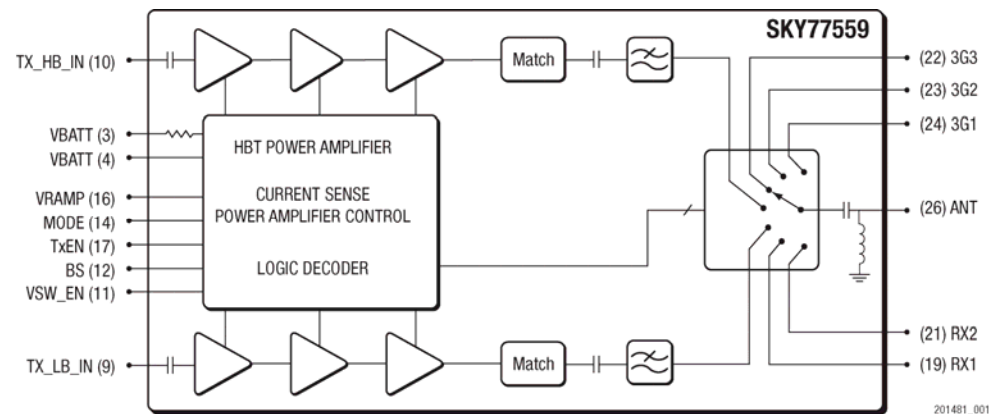 SKY77559
TX_HB_IN (10)
Match
(22) 3G3
(23) 3G2
(24) 3G1
VBATT (3)
VBATT (4)
VRAMP (16)
MODE (14)
TxEN (17)
BS (12)
VSW_EN (11)
HBT POWER AMPLIFIER
CURRENT SENSE
POWER AMPLIFIER CONTROL
LOGIC DECODER
(26) ANT
(21) RX2
(19) RX1
TX_LB_IN (9)
Match
201481_001